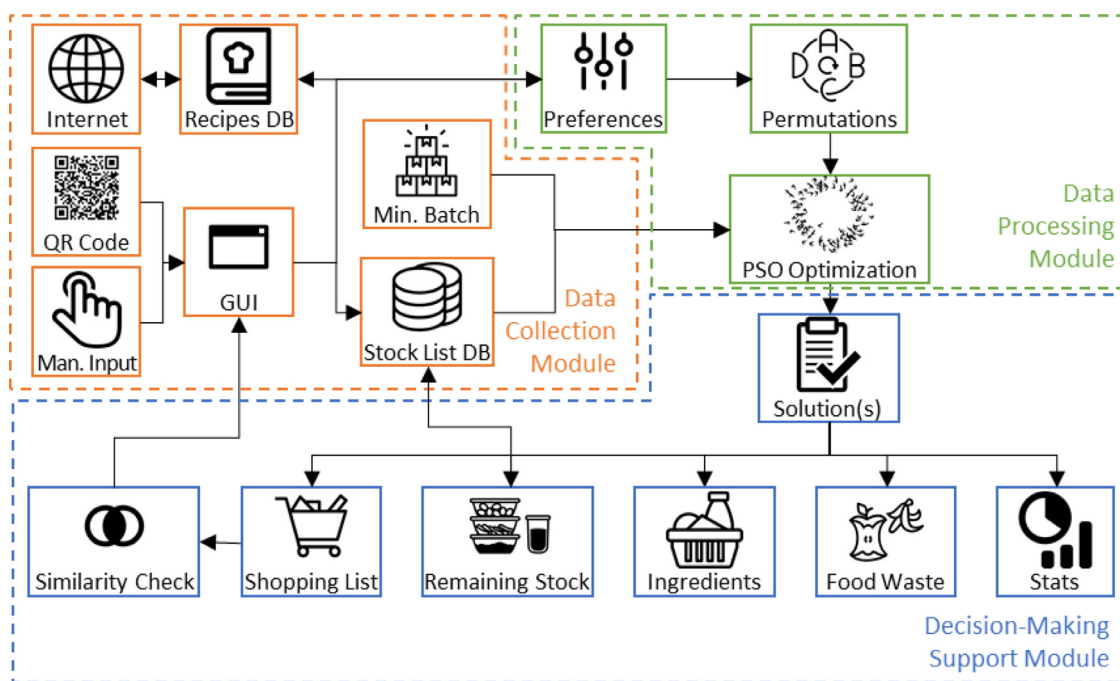 Internet
Recipes DB
Preferences
Permutations
A
D
B
C
QR Code
Min. Batch
Data
Processing
Module
GUI
PSO Optimization
Man. Input
Stock List DB
Data
Collection
Module
Solution(s)
Similarity Check
Shopping List
Remaining Stock
Ingredients
Food Waste
Stats
Decision-Making
Support Module